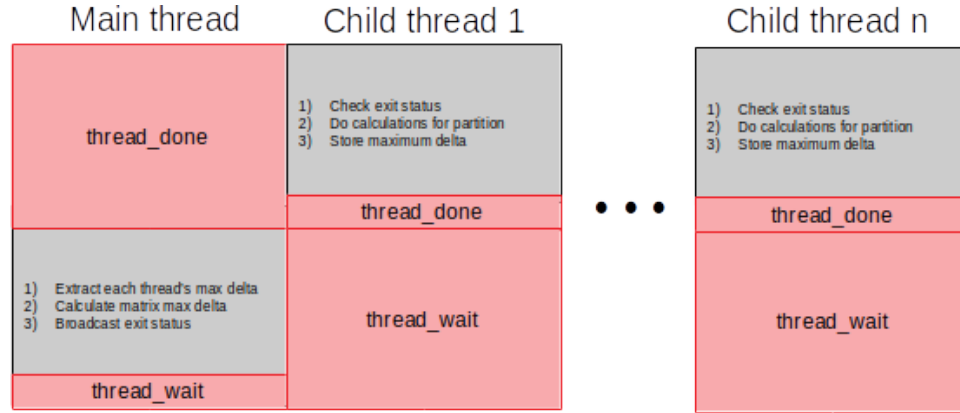 Main thread
Child thread 1
Child thread n
thread_done
1) Check exit status
2) Do calculations for partition
3) Store maximum delta
thread_done
1) Check exit status
2) Do calculations for partition
3) Store maximum delta
thread_done
1) Extract each thread's max delta
2) Calculate matrix max delta
3) Broadcast exit status
thread_wait
thread_wait
thread_wait